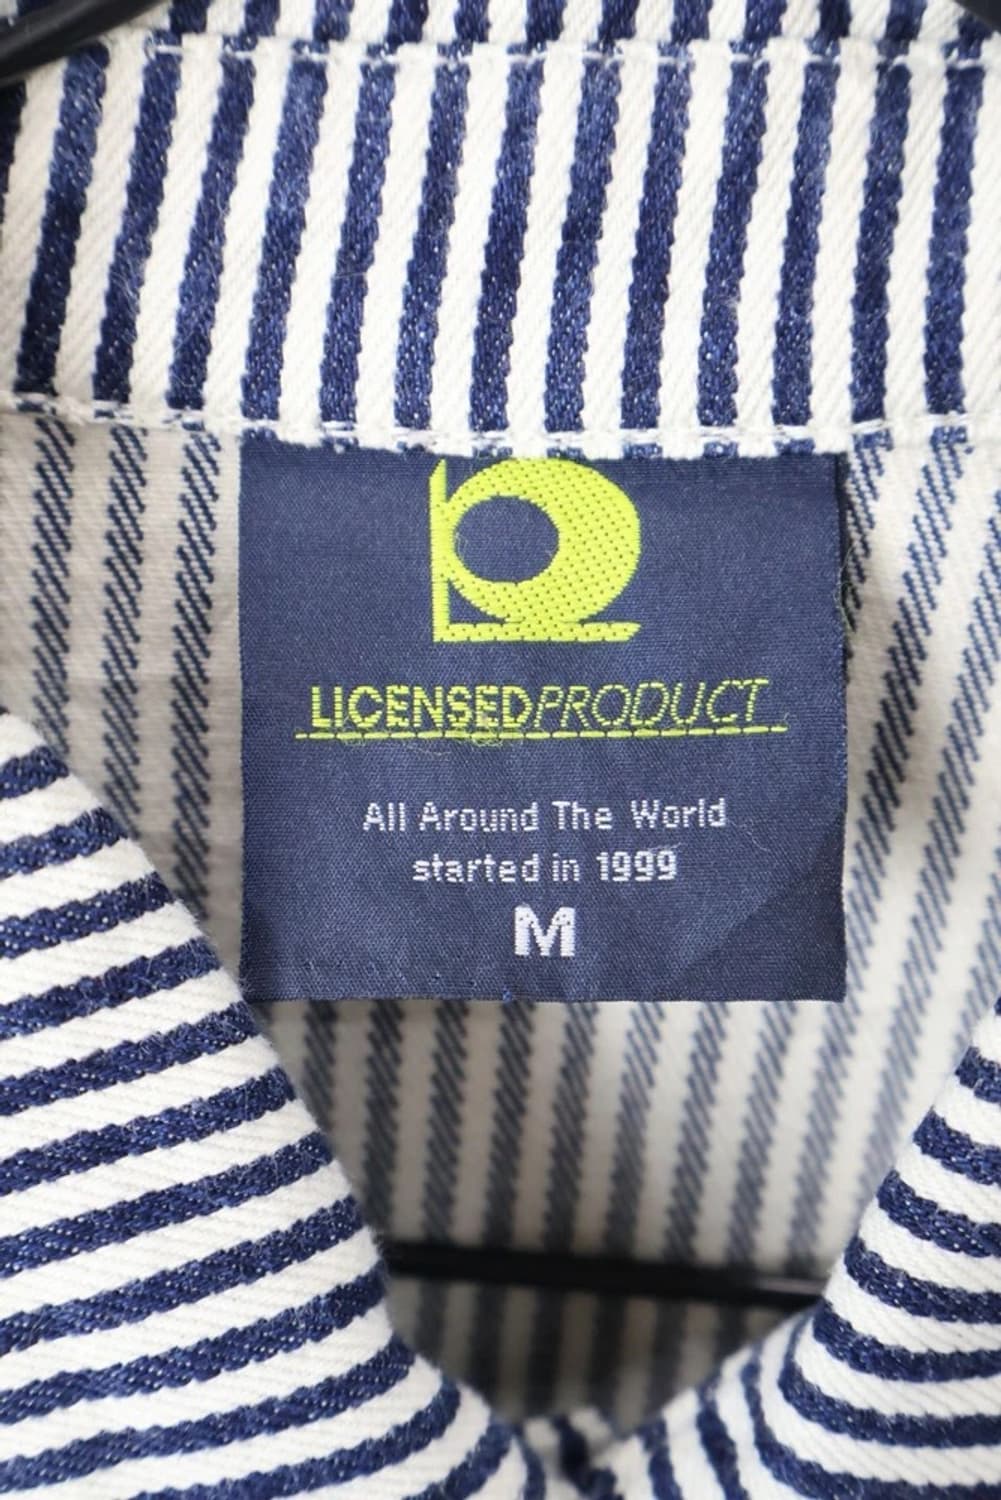 LICENSEDPRODUCT
All Around The World
started in 1999
M